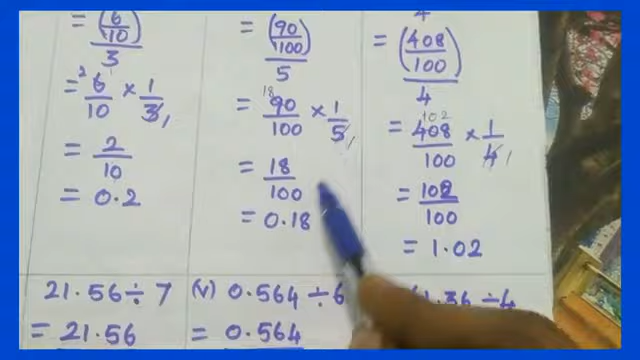 = (6/10) / 3
= 6/10 × 1/3
= 2/10
= 0.2
= (90/100) / 5
18
= 90/100 × 1/5
= 18/100
= 0.18
4
= (408/100) / 4
102
= 408/100 × 1/4
= 102/100
= 1.02
21.56 ÷ 7
= 21.56
(v) 0.564 ÷ 6
= 0.564
÷ 4